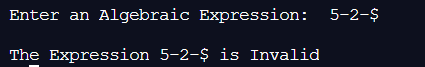 Enter an Algebraic Expression:  5-2-$
The Expression 5-2-$ is Invalid